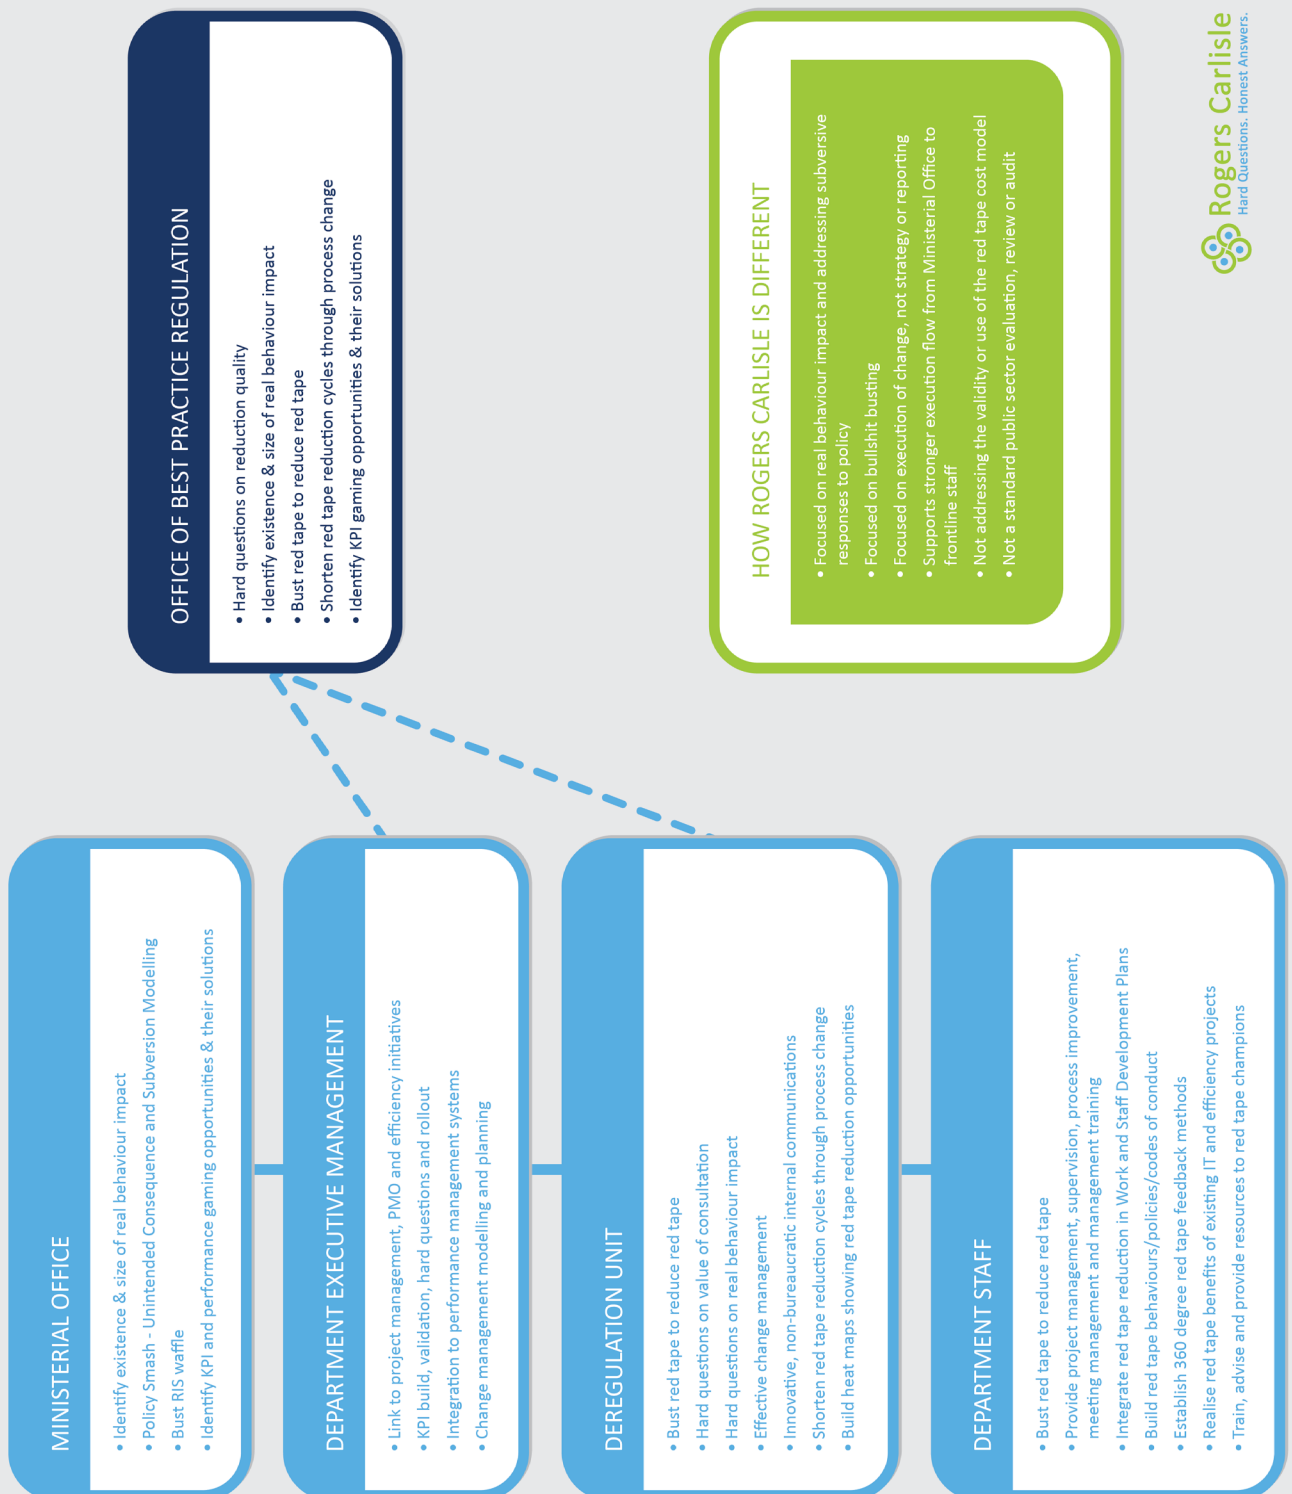 MINISTERIAL OFFICE
• Identify existence & size of real behaviour impact
• Policy Smash - Unintended Consequence and Subversion Modelling
• Bust RIS waffle
• Identify KPI and performance gaming opportunities & their solutions
DEPARTMENT EXECUTIVE MANAGEMENT
• Link to project management, PMO and efficiency initiatives
• KPI build, validation, hard questions and rollout
• Integration to performance management systems
• Change management modelling and planning
DEREGULATION UNIT
• Bust red tape to reduce red tape
• Hard questions on value of consultation
• Hard questions on real behaviour impact
• Effective change management
• Innovative, non-bureaucratic internal communications
• Shorten red tape reduction cycles through process change
• Build heat maps showing red tape reduction opportunities
DEPARTMENT STAFF
• Bust red tape to reduce red tape
• Provide project management, supervision, process improvement,
meeting management and management training
• Integrate red tape reduction in Work and Staff Development Plans
• Build red tape behaviours/policies/codes of conduct
• Establish 360 degree red tape feedback methods
• Realise red tape benefits of existing IT and efficiency projects
• Train, advise and provide resources to red tape champions
OFFICE OF BEST PRACTICE REGULATION
• Hard questions on reduction quality
• Identify existence & size of real behaviour impact
• Bust red tape to reduce red tape
• Shorten red tape reduction cycles through process change
• Identify KPI gaming opportunities & their solutions
HOW ROGERS CARLISLE IS DIFFERENT
• Focused on real behaviour impact and addressing subversive
responses to policy
• Focused on bullshit busting
• Focused on execution of change, not strategy or reporting
• Supports stronger execution flow from Ministerial Office to
frontline staff
• Not addressing the validity or use of the red tape cost model
• Not a standard public sector evaluation, review or audit
Rogers Carlisle
Hard Questions. Honest Answers.